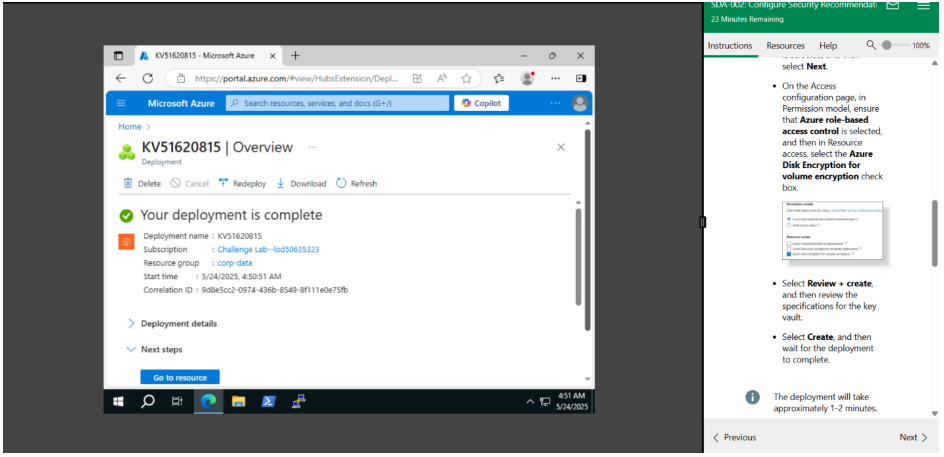 KV51620815 - Microsoft Azure
https://portal.azure.com/#view/HubsExtension/Depl...
Microsoft Azure
Search resources, services, and docs (G+/)
Copilot
Home >
KV51620815 | Overview ...
Deployment
Delete Cancel Redeploy Download Refresh
Your deployment is complete
Deployment name : KV51620815
Subscription : Challenge Lab--lod50635323
Resource group : corp-data
Start time : 5/24/2025, 4:50:51 AM
Correlation ID : 9d8e5cc2-0974-436b-8549-8f111e0e75fb
Deployment details
Next steps
Go to resource
4:51 AM
5/24/2025
SDA-002: Configure Security Recommendati
23 Minutes Remaining
Instructions Resources Help 100%
select Next.
• On the Access
configuration page, in
Permission model, ensure
that Azure role-based
access control is selected,
and then in Resource
access, select the Azure
Disk Encryption for
volume encryption check
box.
Permission model
Resource access
• Select Review + create,
and then review the
specifications for the key
vault.
• Select Create, and then
wait for the deployment
to complete.
The deployment will take
approximately 1-2 minutes.
< Previous
Next >